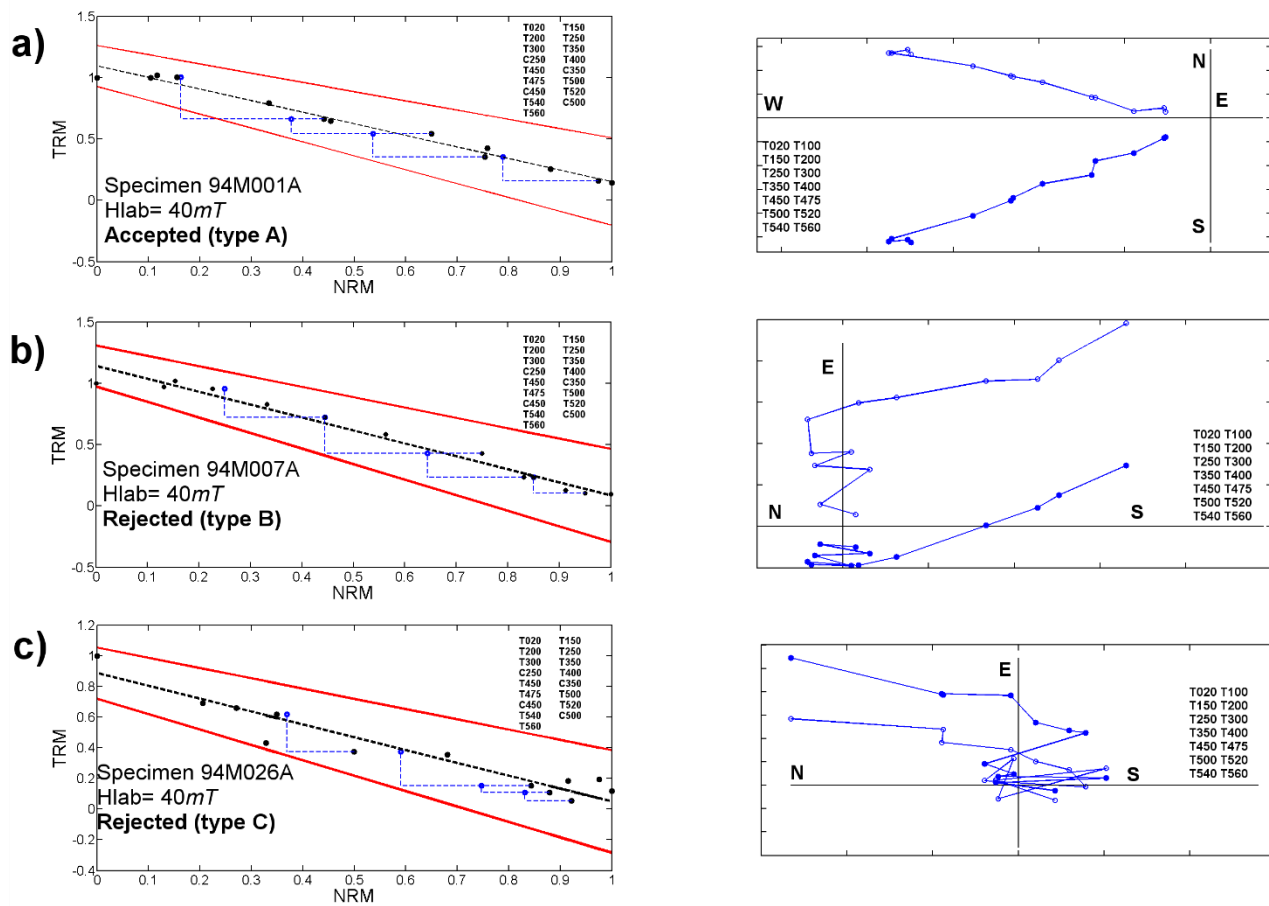 a)
1.5
1
0.5
0
-0.5
TRM
T020 T150
T200 T250
T300 T350
C250 T400
T450 C350
T475 T500
C450 T520
T540 C500
T560
Specimen 94M001A
Hlab= 40mT
Accepted (type A)
0 0.1 0.2 0.3 0.4 0.5 0.6 0.7 0.8 0.9 1
NRM
N
W
E
S
T020 T100
T150 T200
T250 T300
T350 T400
T450 T475
T500 T520
T540 T560
b)
1.5
1
0.5
0
-0.5
TRM
T020 T150
T200 T250
T300 T350
C250 T400
T450 C350
T475 T500
C450 T520
T540 C500
T560
Specimen 94M007A
Hlab= 40mT
Rejected (type B)
0 0.1 0.2 0.3 0.4 0.5 0.6 0.7 0.8 0.9 1
NRM
E
N
S
T020 T100
T150 T200
T250 T300
T350 T400
T450 T475
T500 T520
T540 T560
c)
1.2
1
0.8
0.6
0.4
0.2
0
-0.2
-0.4
TRM
T020 T150
T200 T250
T300 T350
C250 T400
T450 C350
T475 T500
C450 T520
T540 C500
T560
Specimen 94M026A
Hlab= 40mT
Rejected (type C)
0 0.1 0.2 0.3 0.4 0.5 0.6 0.7 0.8 0.9 1
NRM
E
N
S
T020 T100
T150 T200
T250 T300
T350 T400
T450 T475
T500 T520
T540 T560